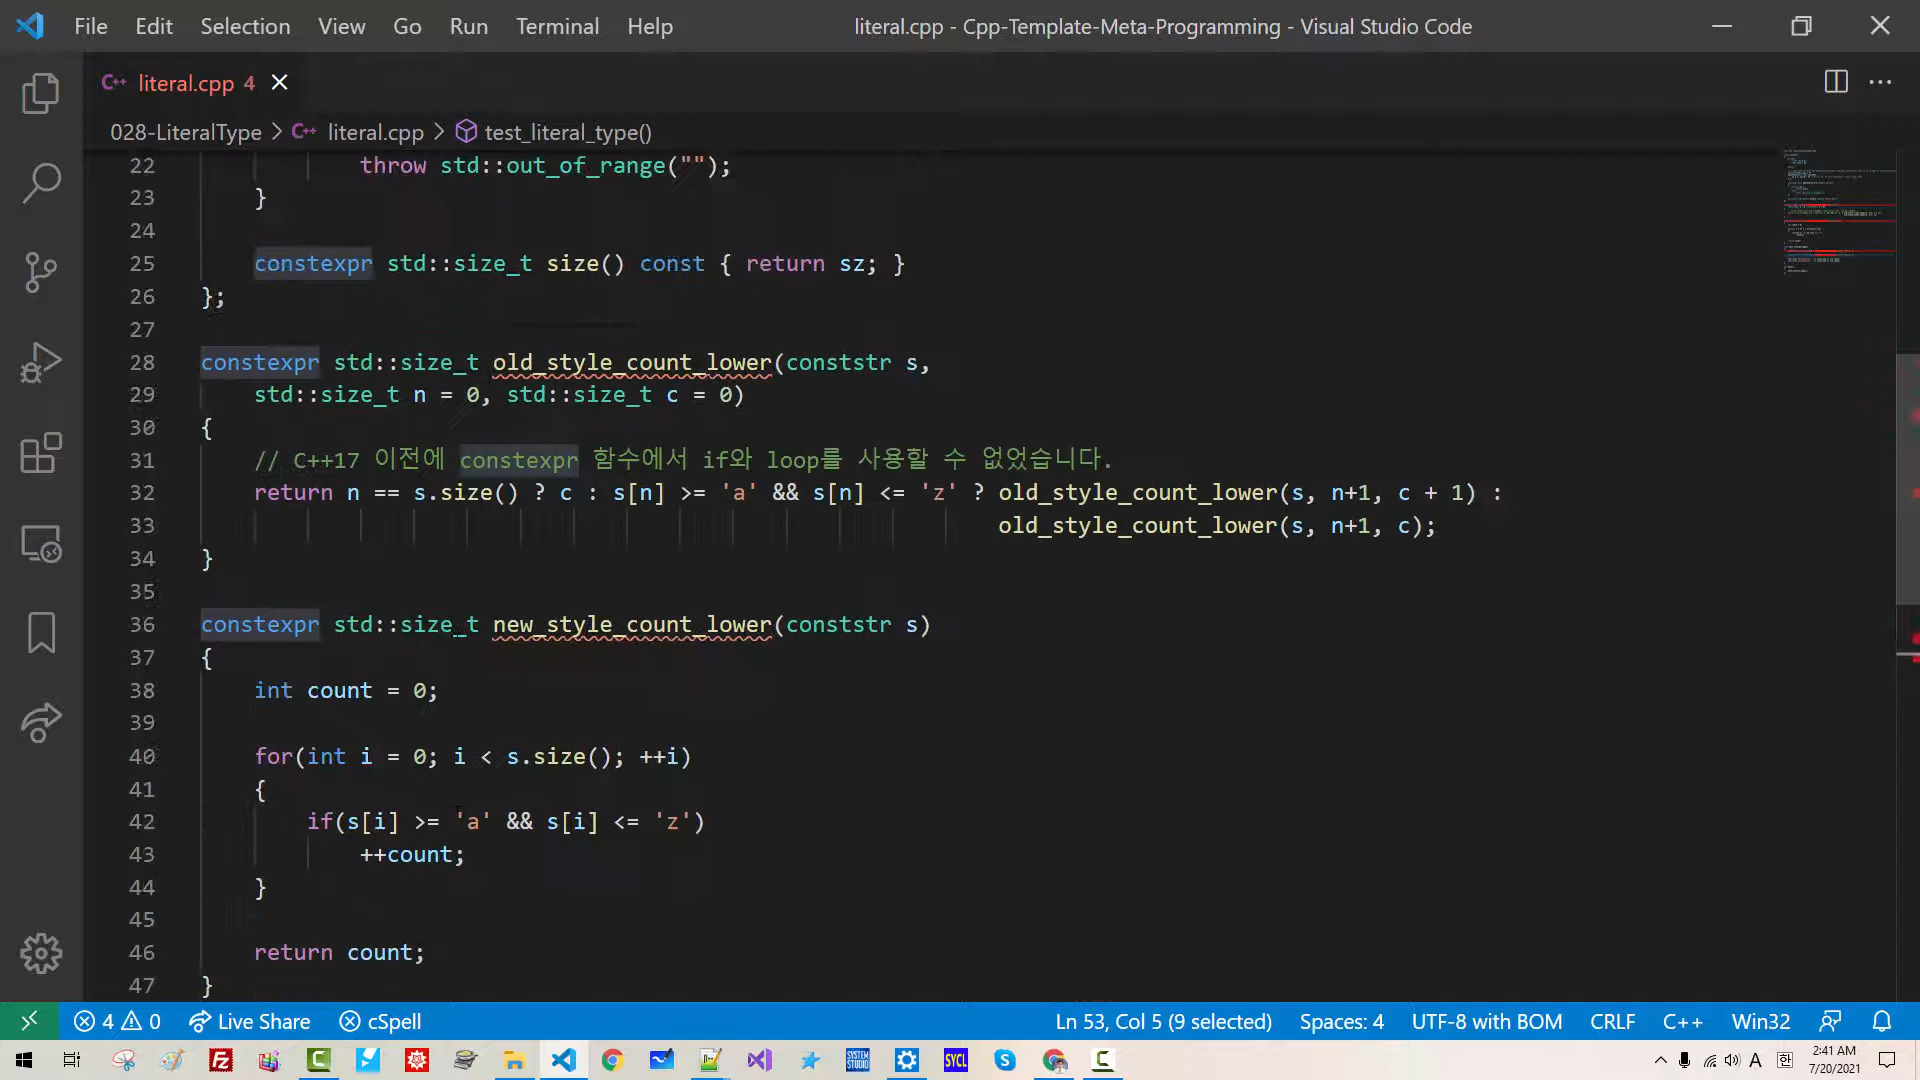 File Edit Selection View Go Run Terminal Help literal.cpp - Cpp-Template-Meta-Programming - Visual Studio Code
C++ literal.cpp 4
028-LiteralType > C++ literal.cpp > test_literal_type()
22 throw std::out_of_range("");
23 }
24
25 constexpr std::size_t size() const { return sz; }
26 };
27
28 constexpr std::size_t old_style_count_lower(conststr s,
29 std::size_t n = 0, std::size_t c = 0)
30 {
31 // C++17 이전에 constexpr 함수에서 if와 loop를 사용할 수 없었습니다.
32 return n == s.size() ? c : s[n] >= 'a' && s[n] <= 'z' ? old_style_count_lower(s, n+1, c + 1) :
33 old_style_count_lower(s, n+1, c);
34 }
35
36 constexpr std::size_t new_style_count_lower(conststr s)
37 {
38 int count = 0;
39
40 for(int i = 0; i < s.size(); ++i)
41 {
42 if(s[i] >= 'a' && s[i] <= 'z')
43 ++count;
44 }
45
46 return count;
47 }
4 0 Live Share cSpell Ln 53, Col 5 (9 selected) Spaces: 4 UTF-8 with BOM CRLF C++ Win32
SYSTEM STUDIO SYCL A 한 2:41 AM
7/20/2021